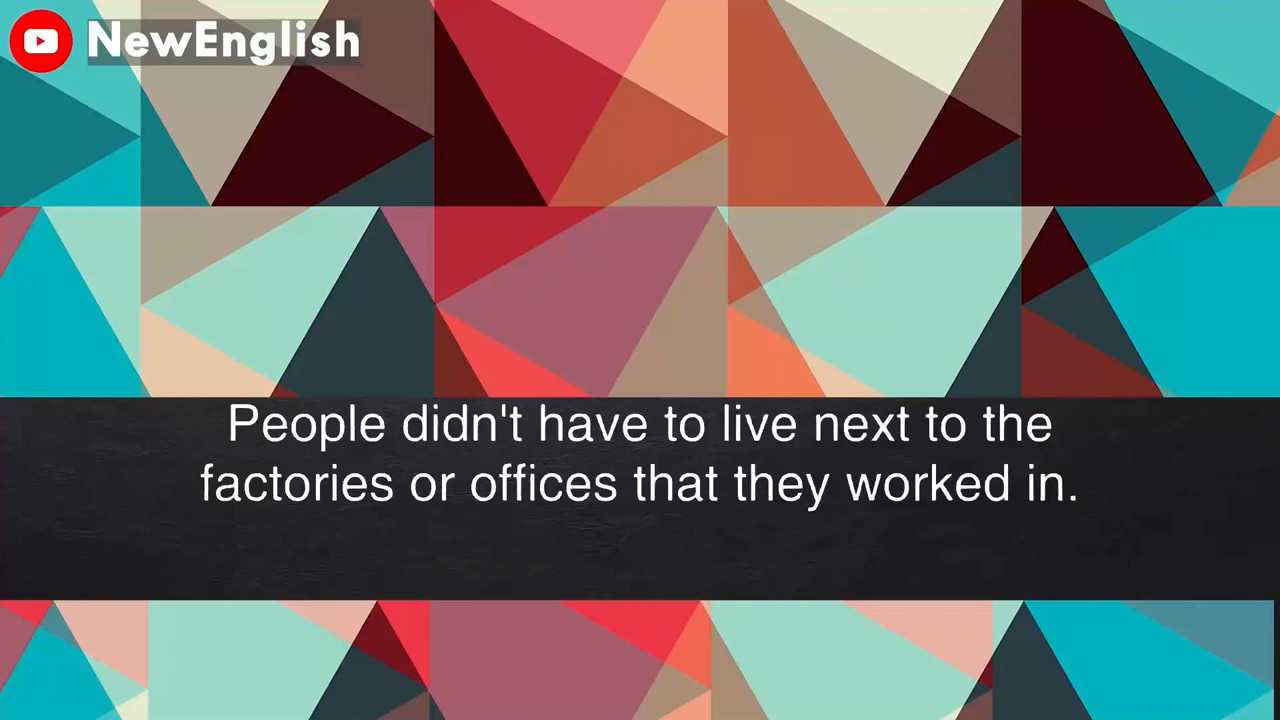 NewEnglish
People didn't have to live next to the
factories or offices that they worked in.